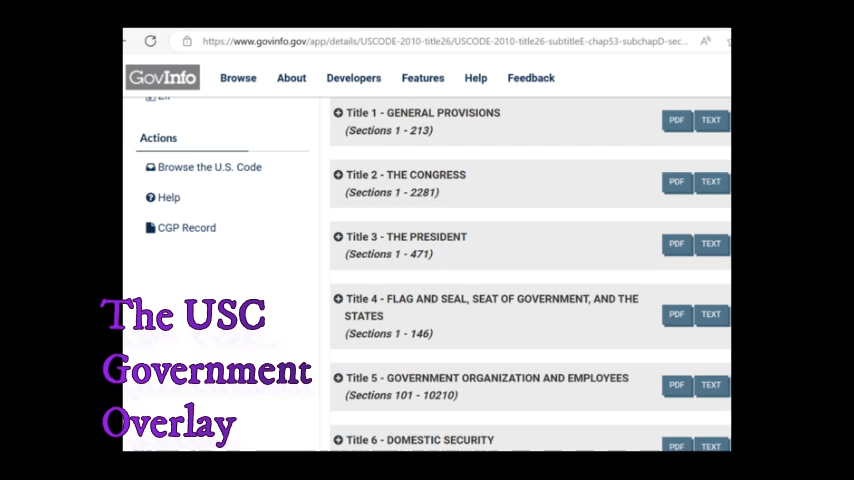 https://www.govinfo.gov/app/details/USCODE-2010-title26/USCODE-2010-title26-subtitleE-chap53-subchapD-sec...
GovInfo Browse About Developers Features Help Feedback
Title 1 - GENERAL PROVISIONS
(Sections 1 - 213)
PDF TEXT
Actions
Browse the U.S. Code
Help
CGP Record
Title 2 - THE CONGRESS
(Sections 1 - 2281)
PDF TEXT
Title 3 - THE PRESIDENT
(Sections 1 - 471)
PDF TEXT
Title 4 - FLAG AND SEAL, SEAT OF GOVERNMENT, AND THE
STATES
(Sections 1 - 146)
PDF TEXT
Title 5 - GOVERNMENT ORGANIZATION AND EMPLOYEES
(Sections 101 - 10210)
PDF TEXT
Title 6 - DOMESTIC SECURITY
PDF TEXT
The USC
Government
Overlay